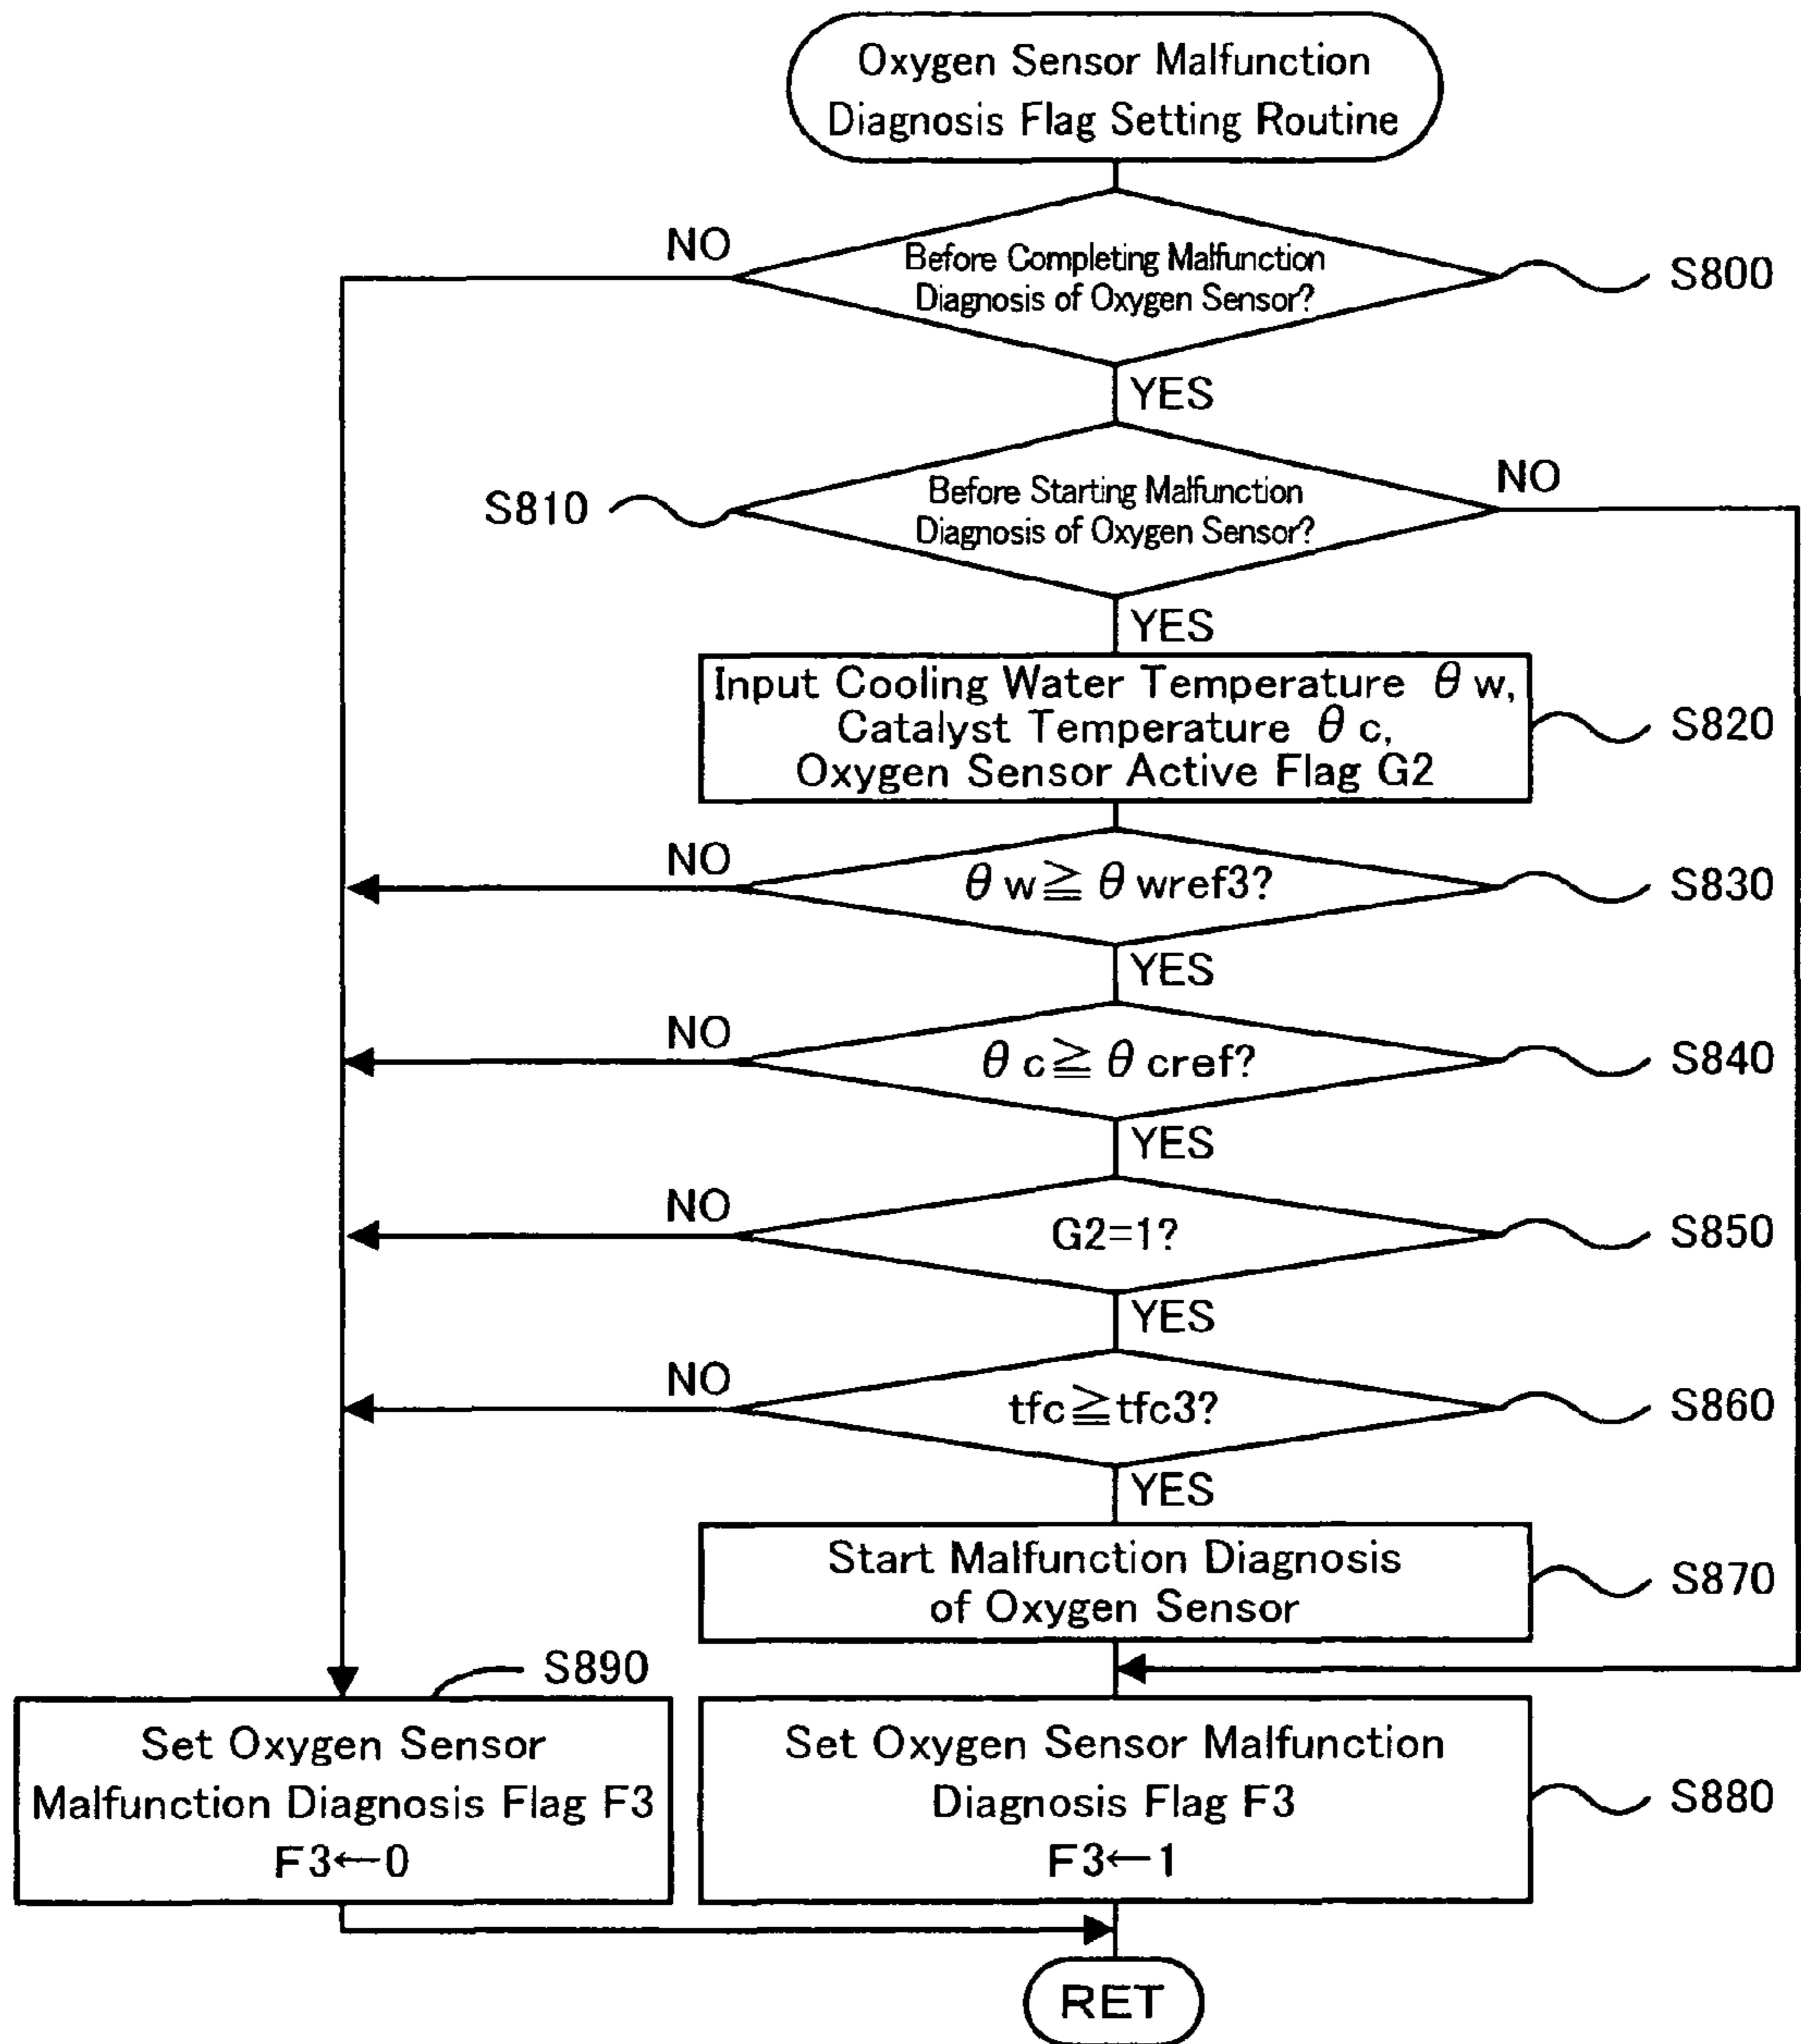 Oxygen Sensor Malfunction
Diagnosis Flag Setting Routine
NO
Before Completing Malfunction
Diagnosis of Oxygen Sensor?
S800
YES
S810
Before Starting Malfunction
Diagnosis of Oxygen Sensor?
NO
YES
Input Cooling Water Temperature θw,
Catalyst Temperature θc,
Oxygen Sensor Active Flag G2
S820
NO
θw≧θwref3?
S830
YES
NO
θc≧θcref?
S840
YES
NO
G2=1?
S850
YES
NO
tfc≧tfc3?
S860
YES
Start Malfunction Diagnosis
of Oxygen Sensor
S870
S890
Set Oxygen Sensor
Malfunction Diagnosis Flag F3
F3←0
Set Oxygen Sensor Malfunction
Diagnosis Flag F3
F3←1
S880
RET